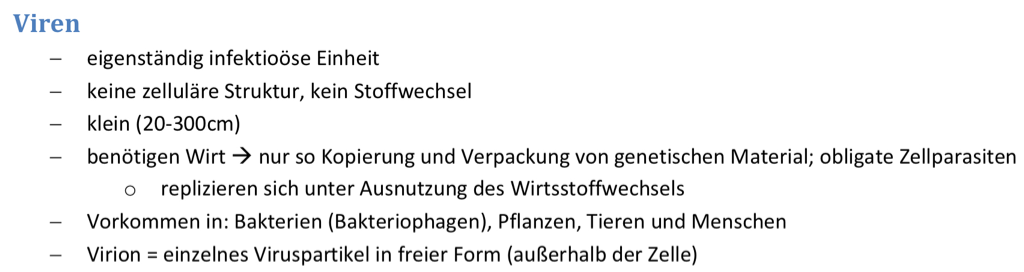 Viren
– eigenständig infektioöse Einheit
– keine zelluläre Struktur, kein Stoffwechsel
– klein (20-300cm)
– benötigen Wirt → nur so Kopierung und Verpackung von genetischen Material; obligate Zellparasiten
o replizieren sich unter Ausnutzung des Wirtsstoffwechsels
– Vorkommen in: Bakterien (Bakteriophagen), Pflanzen, Tieren und Menschen
– Virion = einzelnes Viruspartikel in freier Form (außerhalb der Zelle)